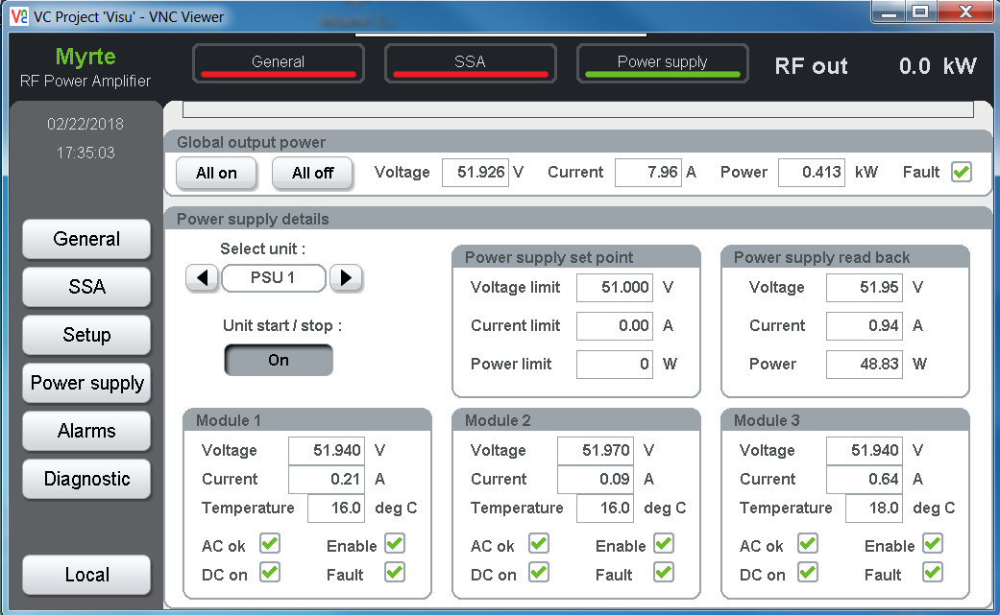 VC Project 'Visu' - VNC Viewer
Myrte
RF Power Amplifier
General
SSA
Power supply
RF out 0.0 kW
02/22/2018
17:35:03
General
SSA
Setup
Power supply
Alarms
Diagnostic
Local
Global output power
All on
All off
Voltage 51.926 V Current 7.96 A Power 0.413 kW Fault
Power supply details
Select unit :
PSU 1
Unit start / stop :
On
Power supply set point
Voltage limit 51.000 V
Current limit 0.00 A
Power limit 0 W
Power supply read back
Voltage 51.95 V
Current 0.94 A
Power 48.83 W
Module 1
Voltage 51.940 V
Current 0.21 A
Temperature 16.0 deg C
AC ok Enable
DC on Fault
Module 2
Voltage 51.970 V
Current 0.09 A
Temperature 16.0 deg C
AC ok Enable
DC on Fault
Module 3
Voltage 51.940 V
Current 0.64 A
Temperature 18.0 deg C
AC ok Enable
DC on Fault